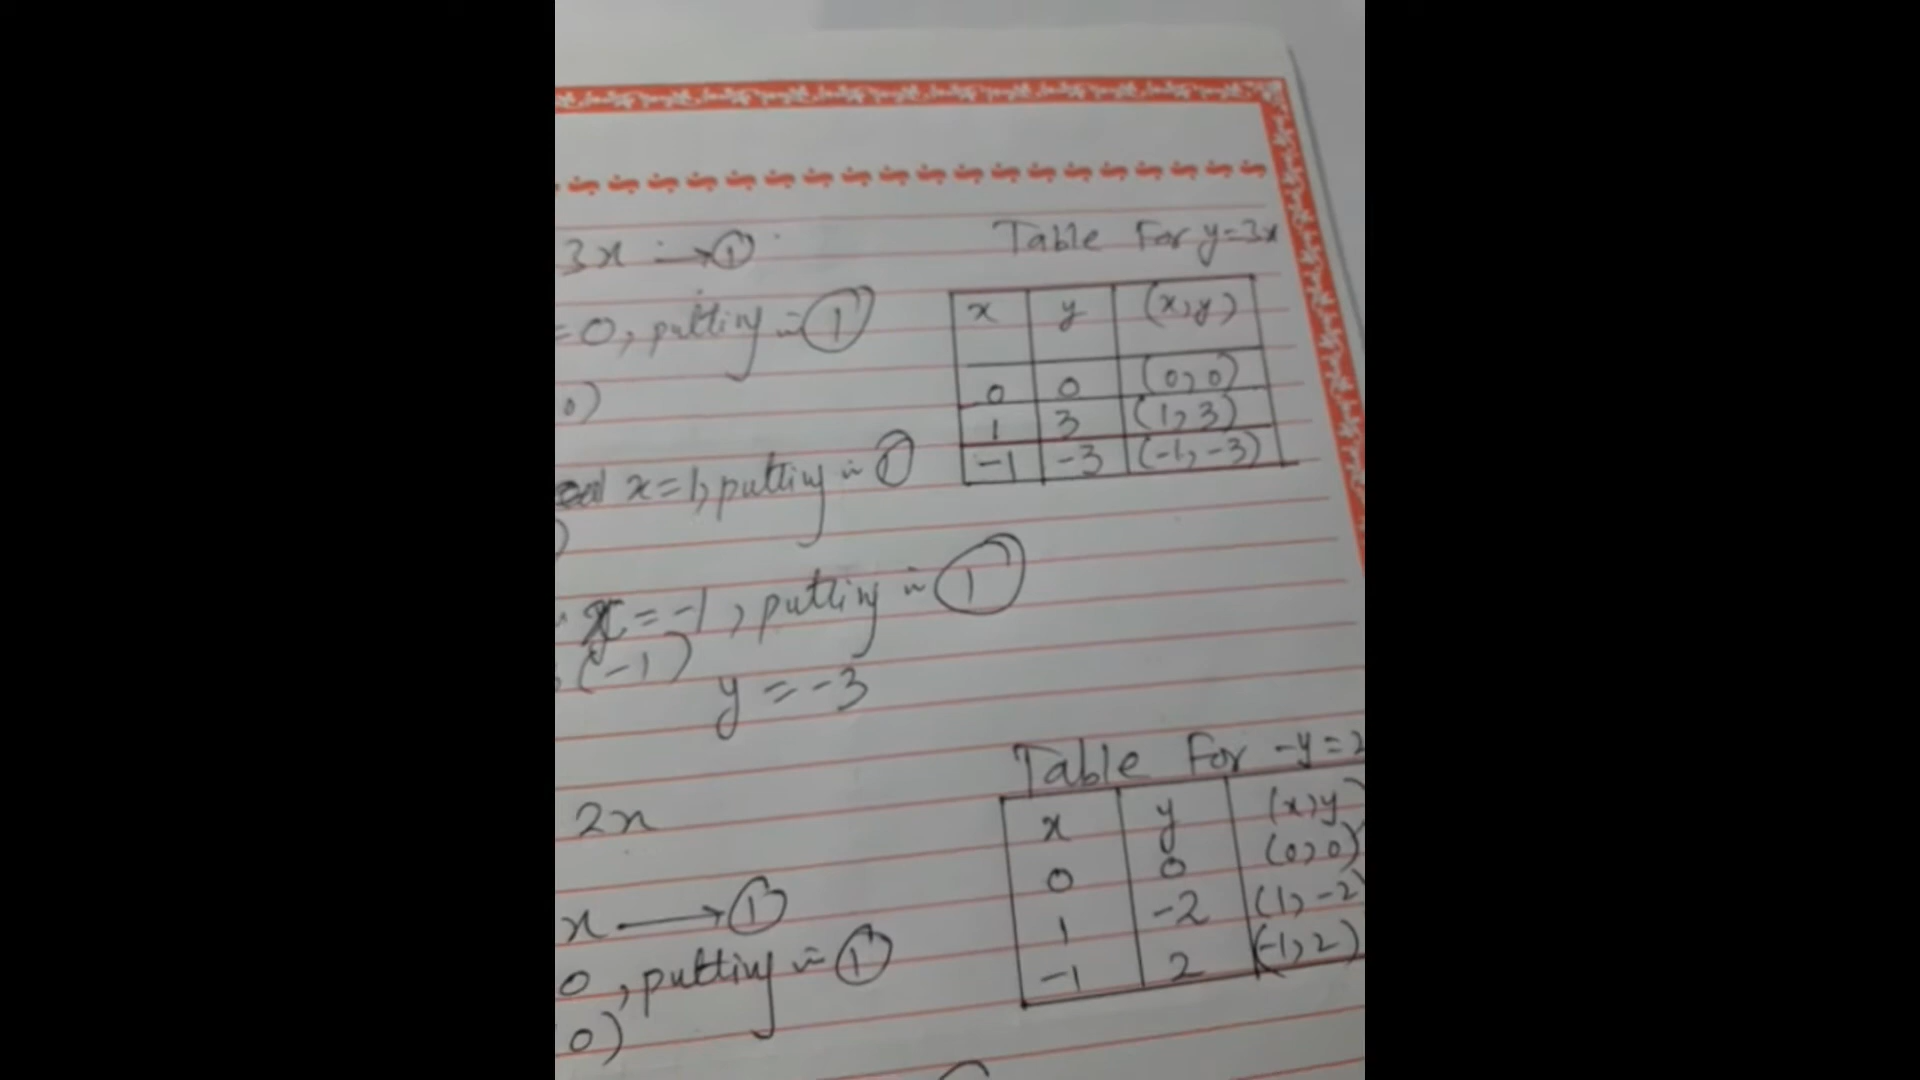 3x → ①
Table For y=3x
x y (x,y)
0 0 (0,0)
1 3 (1,3)
-1 -3 (-1,-3)
=0, putting in ①
0)
x=1, putting in ①
)
x=-1, putting in ①
(-1)
y=-3
2x
Table For -y=2
x y (x,y
0 0 (0,0)
1 -2 (1,-2)
-1 2 (-1,2)
x → ①
0, putting in ①
0)